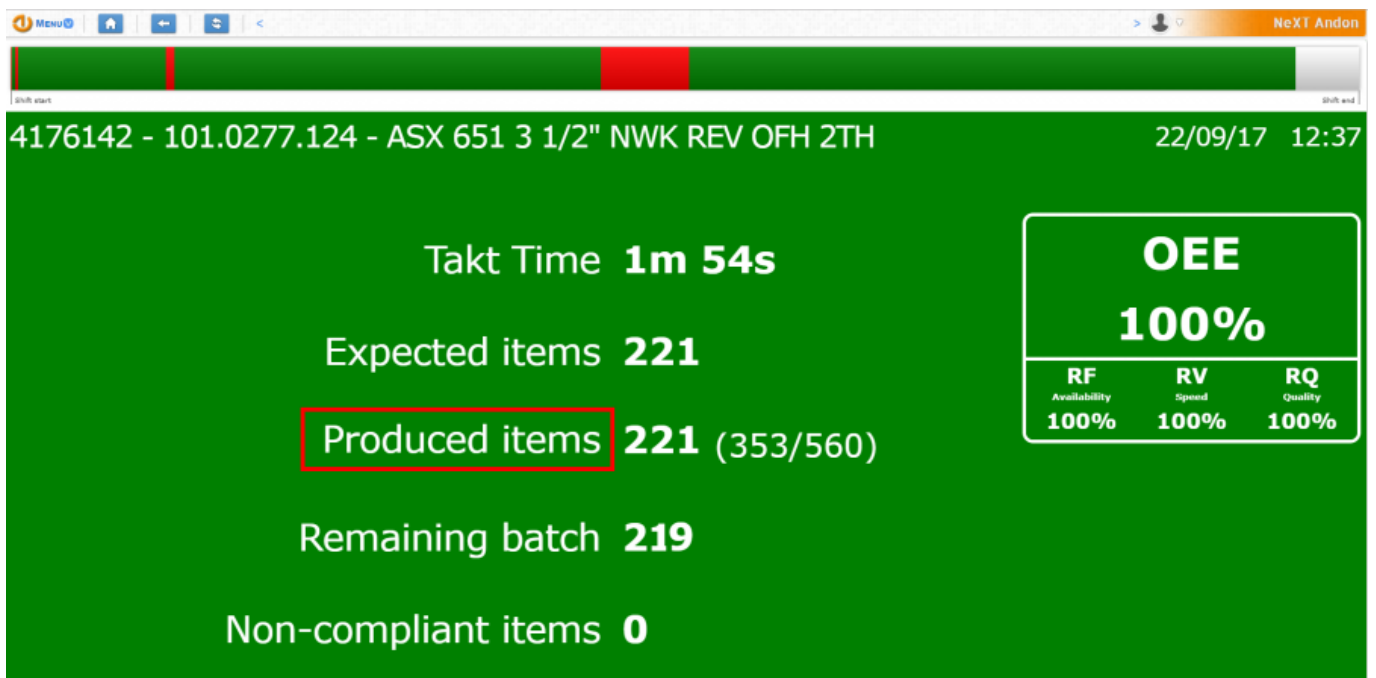 MENU
< > NeXT Andon
Shift start Shift end
4176142 - 101.0277.124 - ASX 651 3 1/2" NWK REV OFH 2TH 22/09/17 12:37
Takt Time 1m 54s
Expected items 221
Produced items 221 (353/560)
Remaining batch 219
Non-compliant items 0
OEE
100%
RF RV RQ
Availability Speed Quality
100% 100% 100%